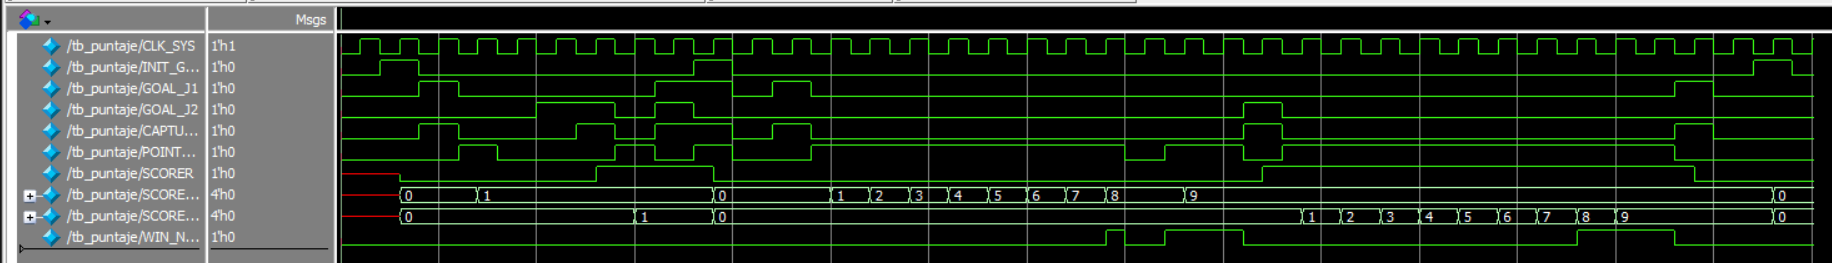 Msgs
/tb_puntaje/CLK_SYS 1'h1
/tb_puntaje/INIT_G... 1'h0
/tb_puntaje/GOAL_J1 1'h0
/tb_puntaje/GOAL_J2 1'h0
/tb_puntaje/CAPTU... 1'h0
/tb_puntaje/POINT... 1'h0
/tb_puntaje/SCORER 1'h0
/tb_puntaje/SCORE... 4'h0 0 1 0 1 2 3 4 5 6 7 8 9 0
/tb_puntaje/SCORE... 4'h0 0 1 0 1 2 3 4 5 6 7 8 9 0
/tb_puntaje/WIN_N... 1'h0